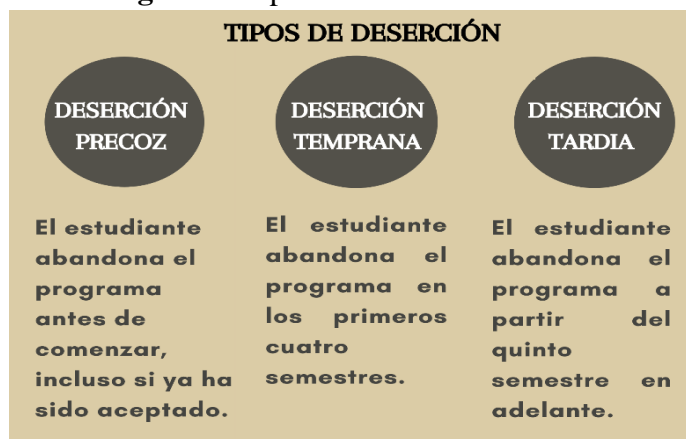 TIPOS DE DESERCIÓN
DESERCIÓN
PRECOZ
El estudiante
abandona el
programa
antes de
comenzar,
incluso si ya ha
sido aceptado.
DESERCIÓN
TEMPRANA
El estudiante
abandona el
programa en
los primeros
cuatro
semestres.
DESERCIÓN
TARDIA
El estudiante
abandona el
programa a
partir del
quinto
semestre en
adelante.